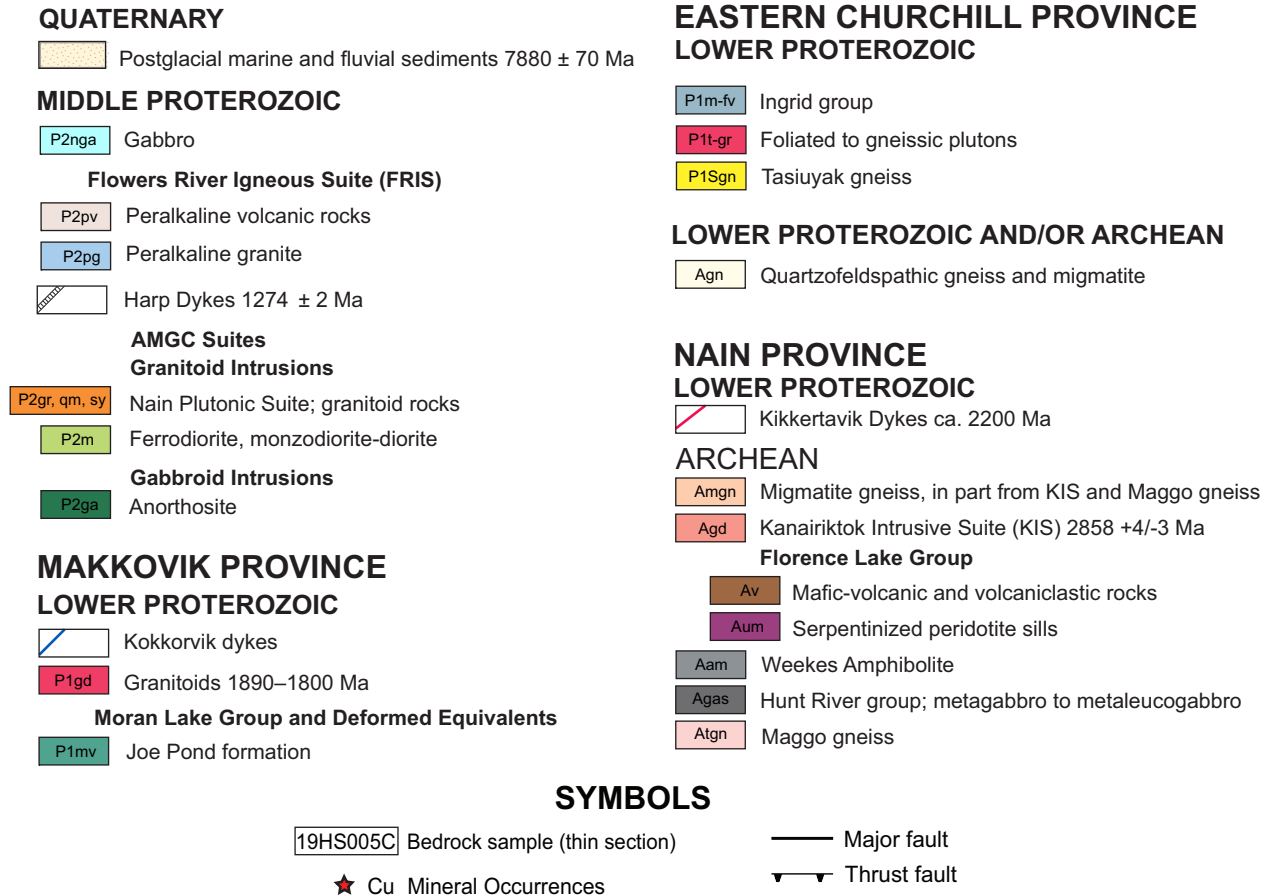 QUATERNARY
Postglacial marine and fluvial sediments 7880 ± 70 Ma
MIDDLE PROTEROZOIC
P2nga Gabbro
Flowers River Igneous Suite (FRIS)
P2pv Peralkaline volcanic rocks
P2pg Peralkaline granite
Harp Dykes 1274 ± 2 Ma
AMGC Suites
Granitoid Intrusions
P2gr, qm, sy Nain Plutonic Suite; granitoid rocks
P2m Ferrodiorite, monzodiorite-diorite
Gabbroid Intrusions
P2ga Anorthosite
MAKKOVIK PROVINCE
LOWER PROTEROZOIC
Kokkorvik dykes
P1gd Granitoids 1890–1800 Ma
Moran Lake Group and Deformed Equivalents
P1mv Joe Pond formation
EASTERN CHURCHILL PROVINCE
LOWER PROTEROZOIC
P1m-fv Ingrid group
P1t-gr Foliated to gneissic plutons
P1Sgn Tasiuyak gneiss
LOWER PROTEROZOIC AND/OR ARCHEAN
Agn Quartzofeldspathic gneiss and migmatite
NAIN PROVINCE
LOWER PROTEROZOIC
Kikkertavik Dykes ca. 2200 Ma
ARCHEAN
Amgn Migmatite gneiss, in part from KIS and Maggo gneiss
Agd Kanairiktok Intrusive Suite (KIS) 2858 +4/-3 Ma
Florence Lake Group
Av Mafic-volcanic and volcaniclastic rocks
Aum Serpentinized peridotite sills
Aam Weekes Amphibolite
Agas Hunt River group; metagabbro to metaleucogabbro
Atgn Maggo gneiss
SYMBOLS
19HS005C Bedrock sample (thin section)
Cu Mineral Occurrences
Major fault
Thrust fault